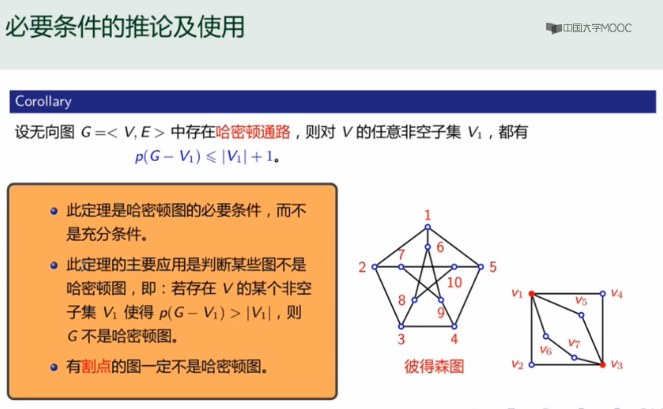 必要条件的推论及使用
中国大学MOOC
Corollary
设无向图 G =< V, E > 中存在哈密顿通路，则对 V 的任意非空子集 V₁，都有
p(G − V₁) ⩽ |V₁| + 1。
此定理是哈密顿图的必要条件，而不
是充分条件。
此定理的主要应用是判断某些图不是
哈密顿图，即：若存在 V 的某个非空
子集 V₁ 使得 p(G − V₁) > |V₁|，则
G 不是哈密顿图。
有割点的图一定不是哈密顿图。
1
6
7
2
5
10
8
9
3
4
彼得森图
v₁
v₄
v₅
v₆
v₇
v₂
v₃